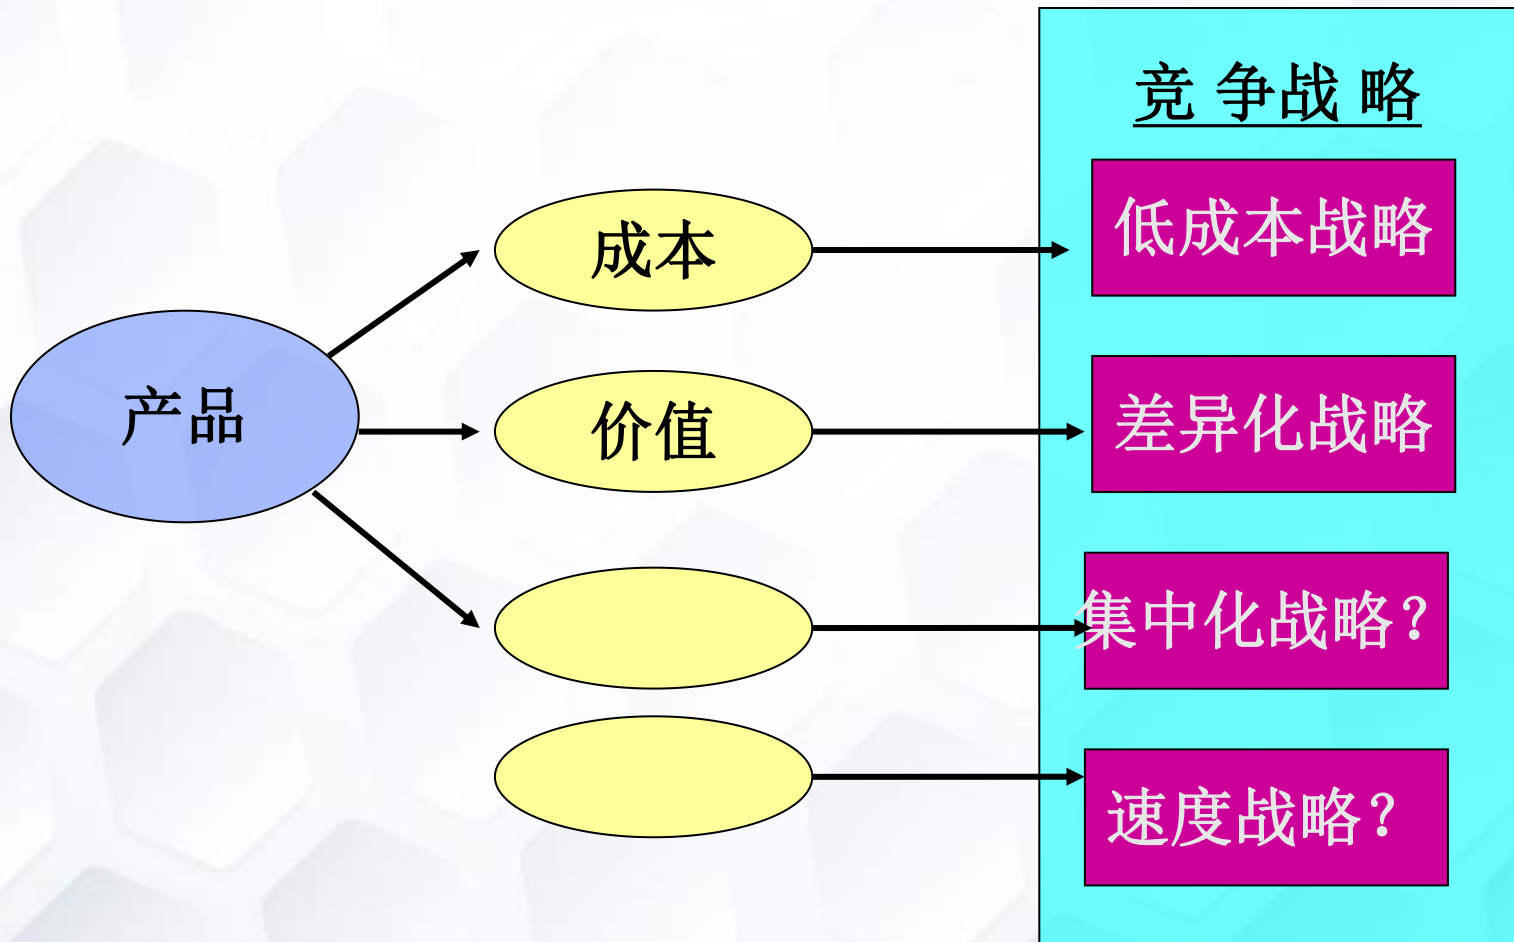 竞 争战 略
成本
低成本战略
产品
价值
差异化战略
集中化战略？
速度战略？